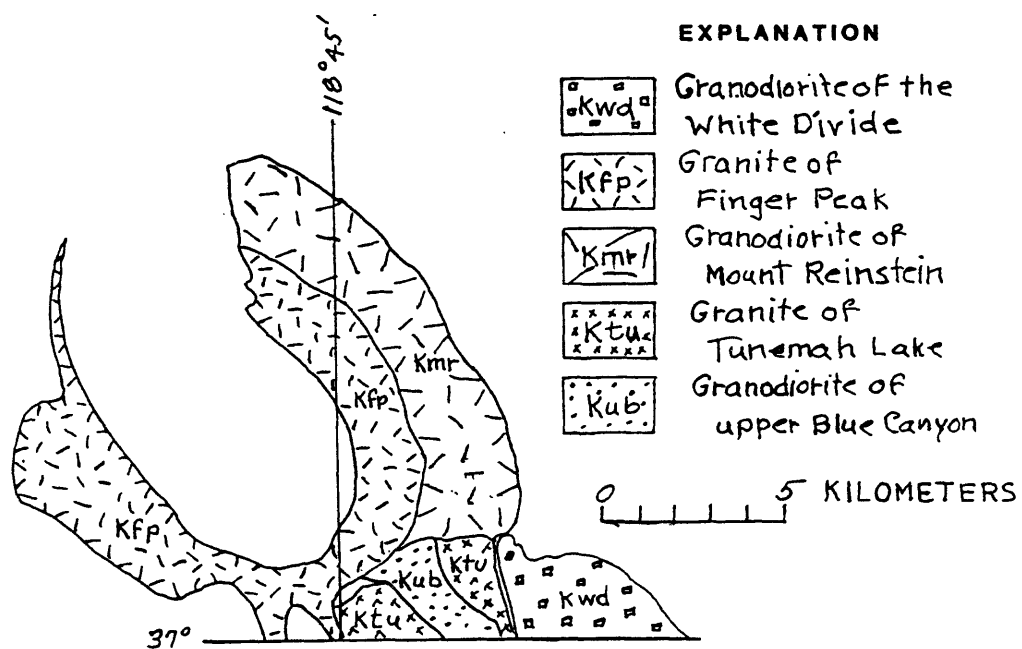 118°45'
EXPLANATION
Kwd
Granodiorite of the
White Divide
Kfp
Granite of
Finger Peak
Kmr
Granodiorite of
Mount Reinstein
Ktu
Granite of
Tunemah Lake
Kub
Granodiorite of
upper Blue Canyon
0 5 KILOMETERS
Kmr
Kfp
Kfp
Ktu
Kub
Kwd
Ktu
37°